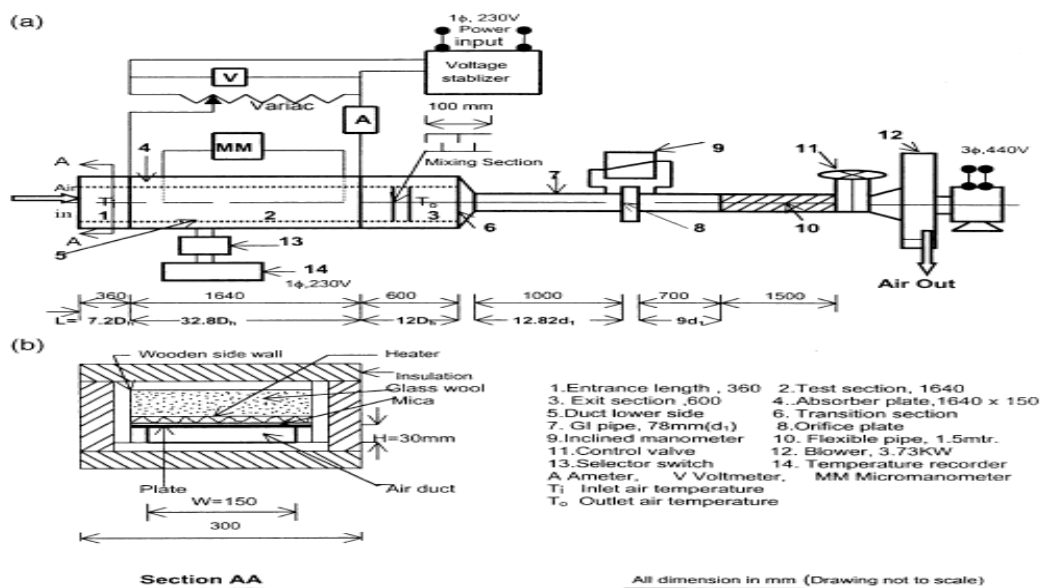 (a)
1ϕ, 230V
Power
input
Voltage
stablizer
V
Variac
A
100 mm
Mixing Section
4
MM
A
Air
in
Ti
1
2
To
3
A
5
6
7
8
9
10
11
12
3ϕ,440V
13
14
1ϕ,230V
Air Out
360
1640
600
1000
700
1500
L= 7.2Dh
32.8Dh
12Dh
12.82d₁
9d₁
(b)
Wooden side wall
Heater
Insulation
Glass wool
Mica
H=30mm
Plate
Air duct
W=150
300
1.Entrance length , 360 2.Test section, 1640
3. Exit section ,600 4..Absorber plate,1640 x 150
5.Duct lower side 6. Transition section
7. GI pipe, 78mm(d₁) 8.Orifice plate
9.Inclined manometer 10. Flexible pipe, 1.5mtr.
11.Control valve 12. Blower, 3.73KW
13.Selector switch 14. Temperature recorder
A Ameter, V Voltmeter, MM Micromanometer
Ti Inlet air temperature
To Outlet air temperature
Section AA
All dimension in mm (Drawing not to scale)